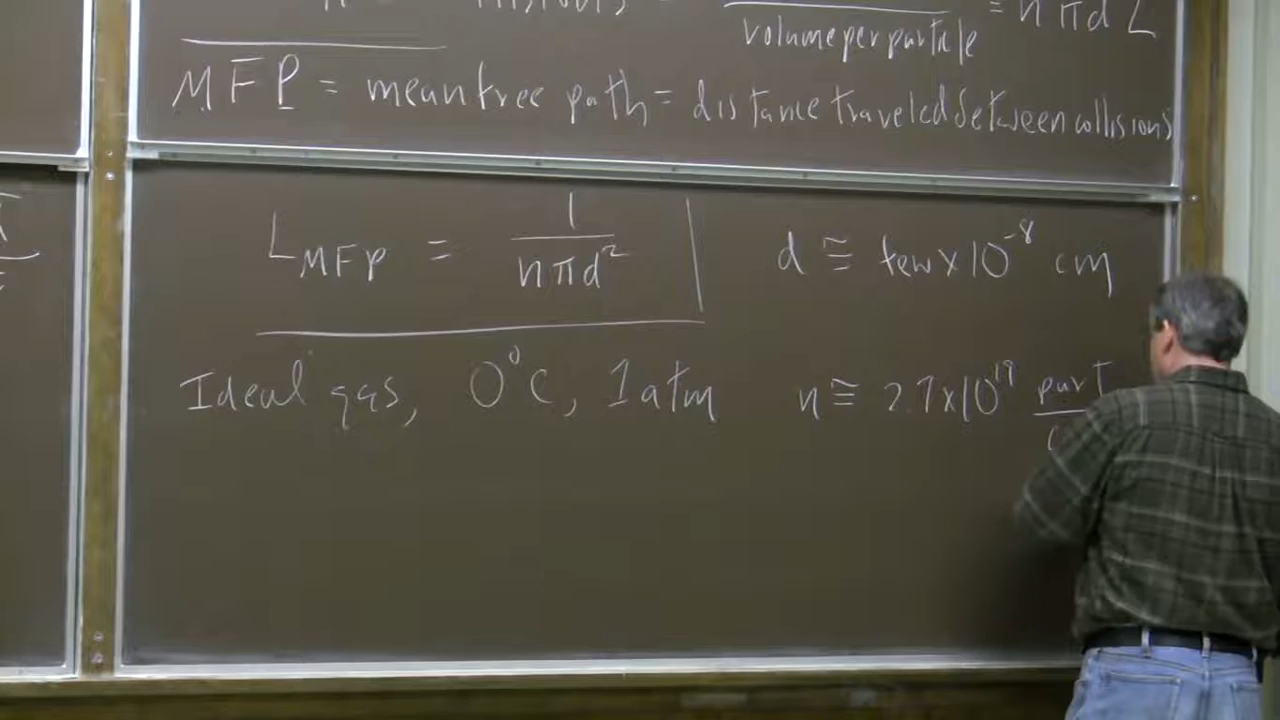 = nπd L
volume per particle
MFP = mean free path = distance traveled between collisions
L_MFP = 1/nπd² d ≅ few x 10⁻⁸ cm
Ideal gas, 0°C, 1 atm n ≅ 2.7 x 10¹⁹ part